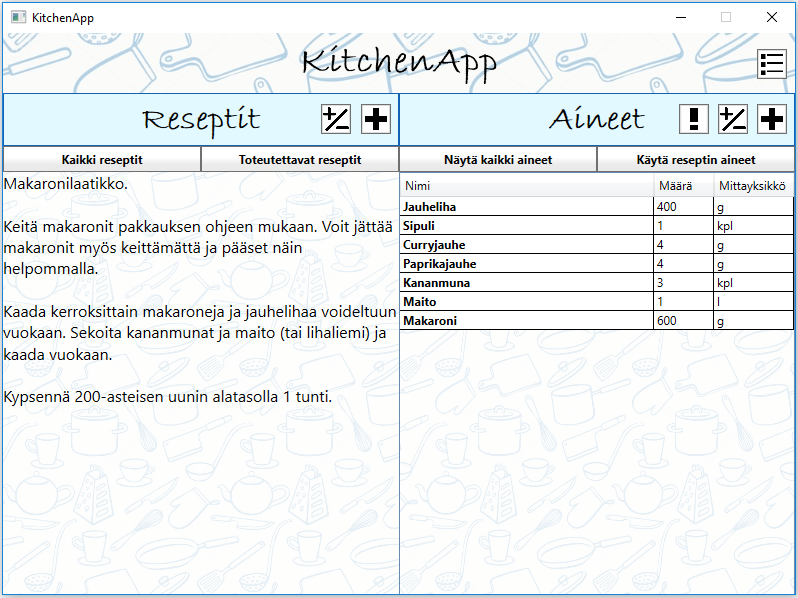 KitchenApp
KitchenApp
Reseptit
Aineet
Kaikki reseptit
Toteutettavat reseptit
Näytä kaikki aineet
Käytä reseptin aineet
Makaronilaatikko.
Keitä makaronit pakkauksen ohjeen mukaan. Voit jättää
makaronit myös keittämättä ja pääset näin
helpommalla.
Kaada kerroksittain makaroneja ja jauhelihaa voideltuun
vuokaan. Sekoita kananmunat ja maito (tai lihaliemi) ja
kaada vuokaan.
Kypsennä 200-asteisen uunin alatasolla 1 tunti.
Nimi Määrä Mittayksikkö
Jauheliha 400 g
Sipuli 1 kpl
Curryjauhe 4 g
Paprikajauhe 4 g
Kananmuna 3 kpl
Maito 1 l
Makaroni 600 g